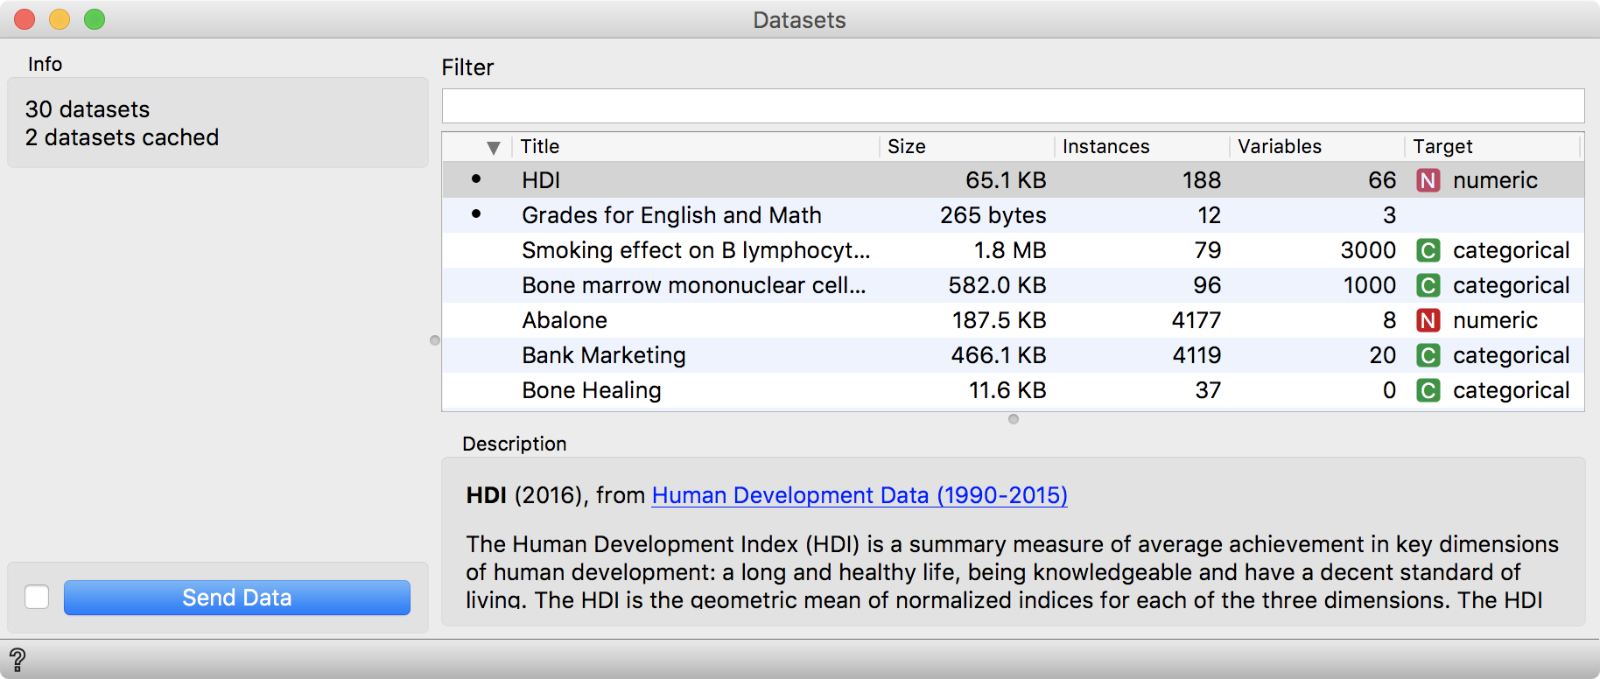 Datasets
Info
30 datasets
2 datasets cached
Filter
▼ Title Size Instances Variables Target
• HDI 65.1 KB 188 66 N numeric
• Grades for English and Math 265 bytes 12 3
Smoking effect on B lymphocyt... 1.8 MB 79 3000 C categorical
Bone marrow mononuclear cell... 582.0 KB 96 1000 C categorical
Abalone 187.5 KB 4177 8 N numeric
Bank Marketing 466.1 KB 4119 20 C categorical
Bone Healing 11.6 KB 37 0 C categorical
Description
HDI (2016), from Human Development Data (1990-2015)
The Human Development Index (HDI) is a summary measure of average achievement in key dimensions
of human development: a long and healthy life, being knowledgeable and have a decent standard of
living. The HDI is the geometric mean of normalized indices for each of the three dimensions. The HDI
Send Data
?